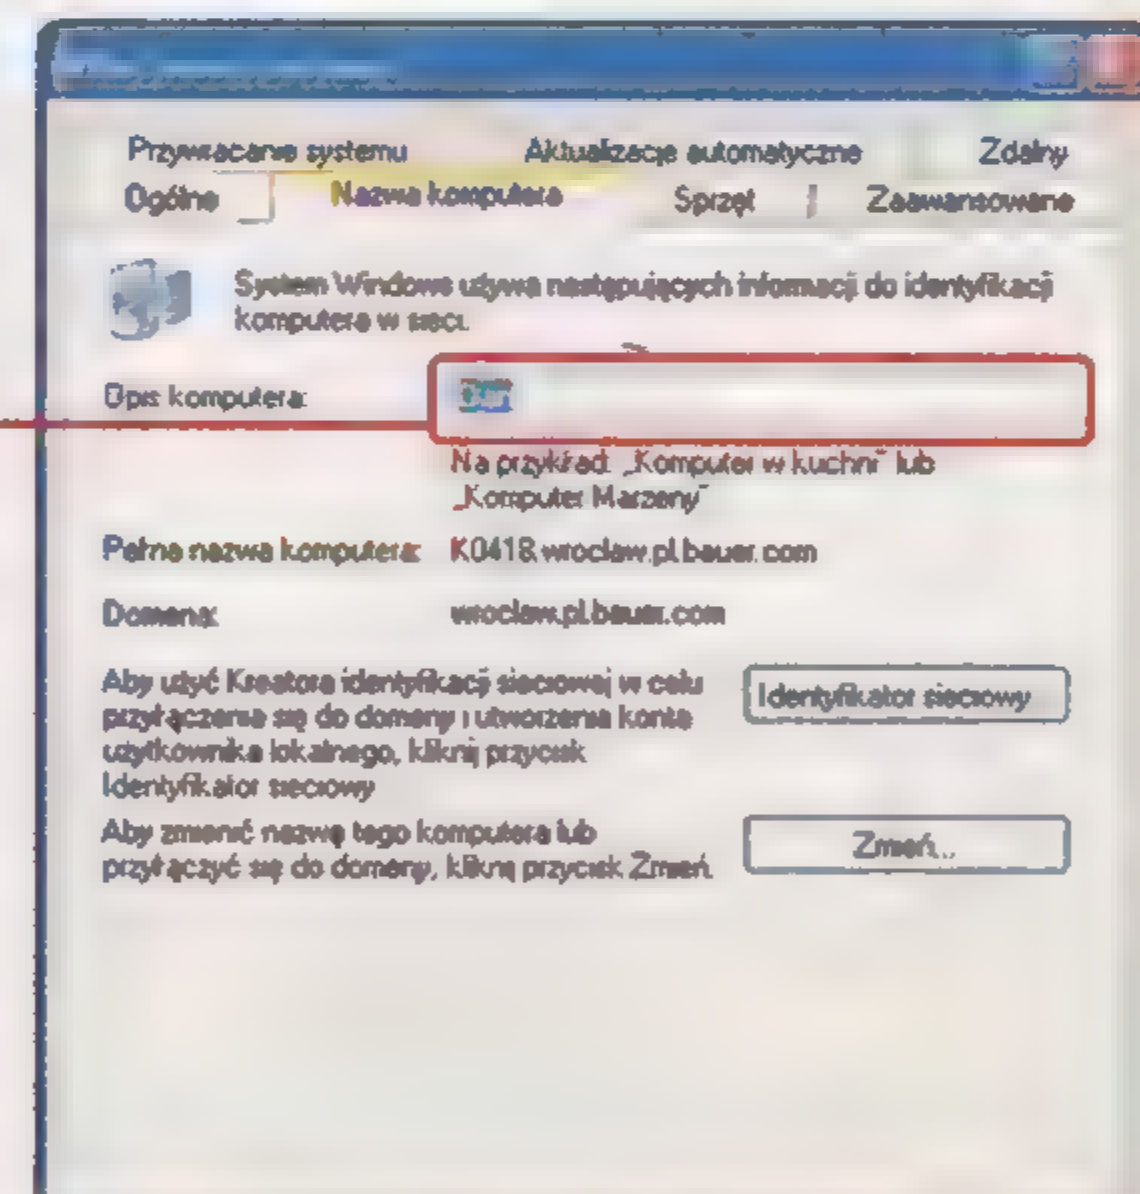 Przywracanie systemu Aktualizacje automatyczne Zdalny
Ogólne Nazwa komputera Sprzęt Zaawansowane
System Windows używa następujących informacji do identyfikacji
komputera w sieci.
Opis komputera:
Na przykład: „Komputer w kuchni” lub
„Komputer Marzeny”
Pełna nazwa komputera: K0418.wroclaw.pl.bauer.com
Domena: wroclaw.pl.bauer.com
Aby użyć Kreatora identyfikacji sieciowej w celu
przyłączenia się do domeny i utworzenia konta
użytkownika lokalnego, kliknij przycisk
Identyfikator sieciowy
Identyfikator sieciowy
Aby zmienić nazwę tego komputera lub
przyłączyć się do domeny, kliknij przycisk Zmień.
Zmień...